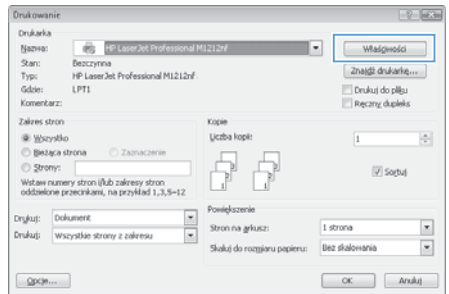 Drukowanie
Drukarka
Nazwa: HP LaserJet Professional M1212nf Właściwości
Stan: Bezczynna
Typ: HP LaserJet Professional M1212nf Znajdź drukarkę...
Gdzie: LPT1 Drukuj do pliku
Komentarz: Ręczny dupleks
Zakres stron Kopie
Wszystko Liczba kopii: 1
Bieżąca strona Zaznaczenie
Strony: Sortuj
Wstaw numery stron i/lub zakresy stron
oddzielone przecinkami, na przykład 1,3,5–12
Drukuj: Dokument Powiększenie
Drukuj: Wszystkie strony z zakresu Stron na arkusz: 1 strona
Skaluj do rozmiaru papieru: Bez skalowania
Opcje... OK Anuluj